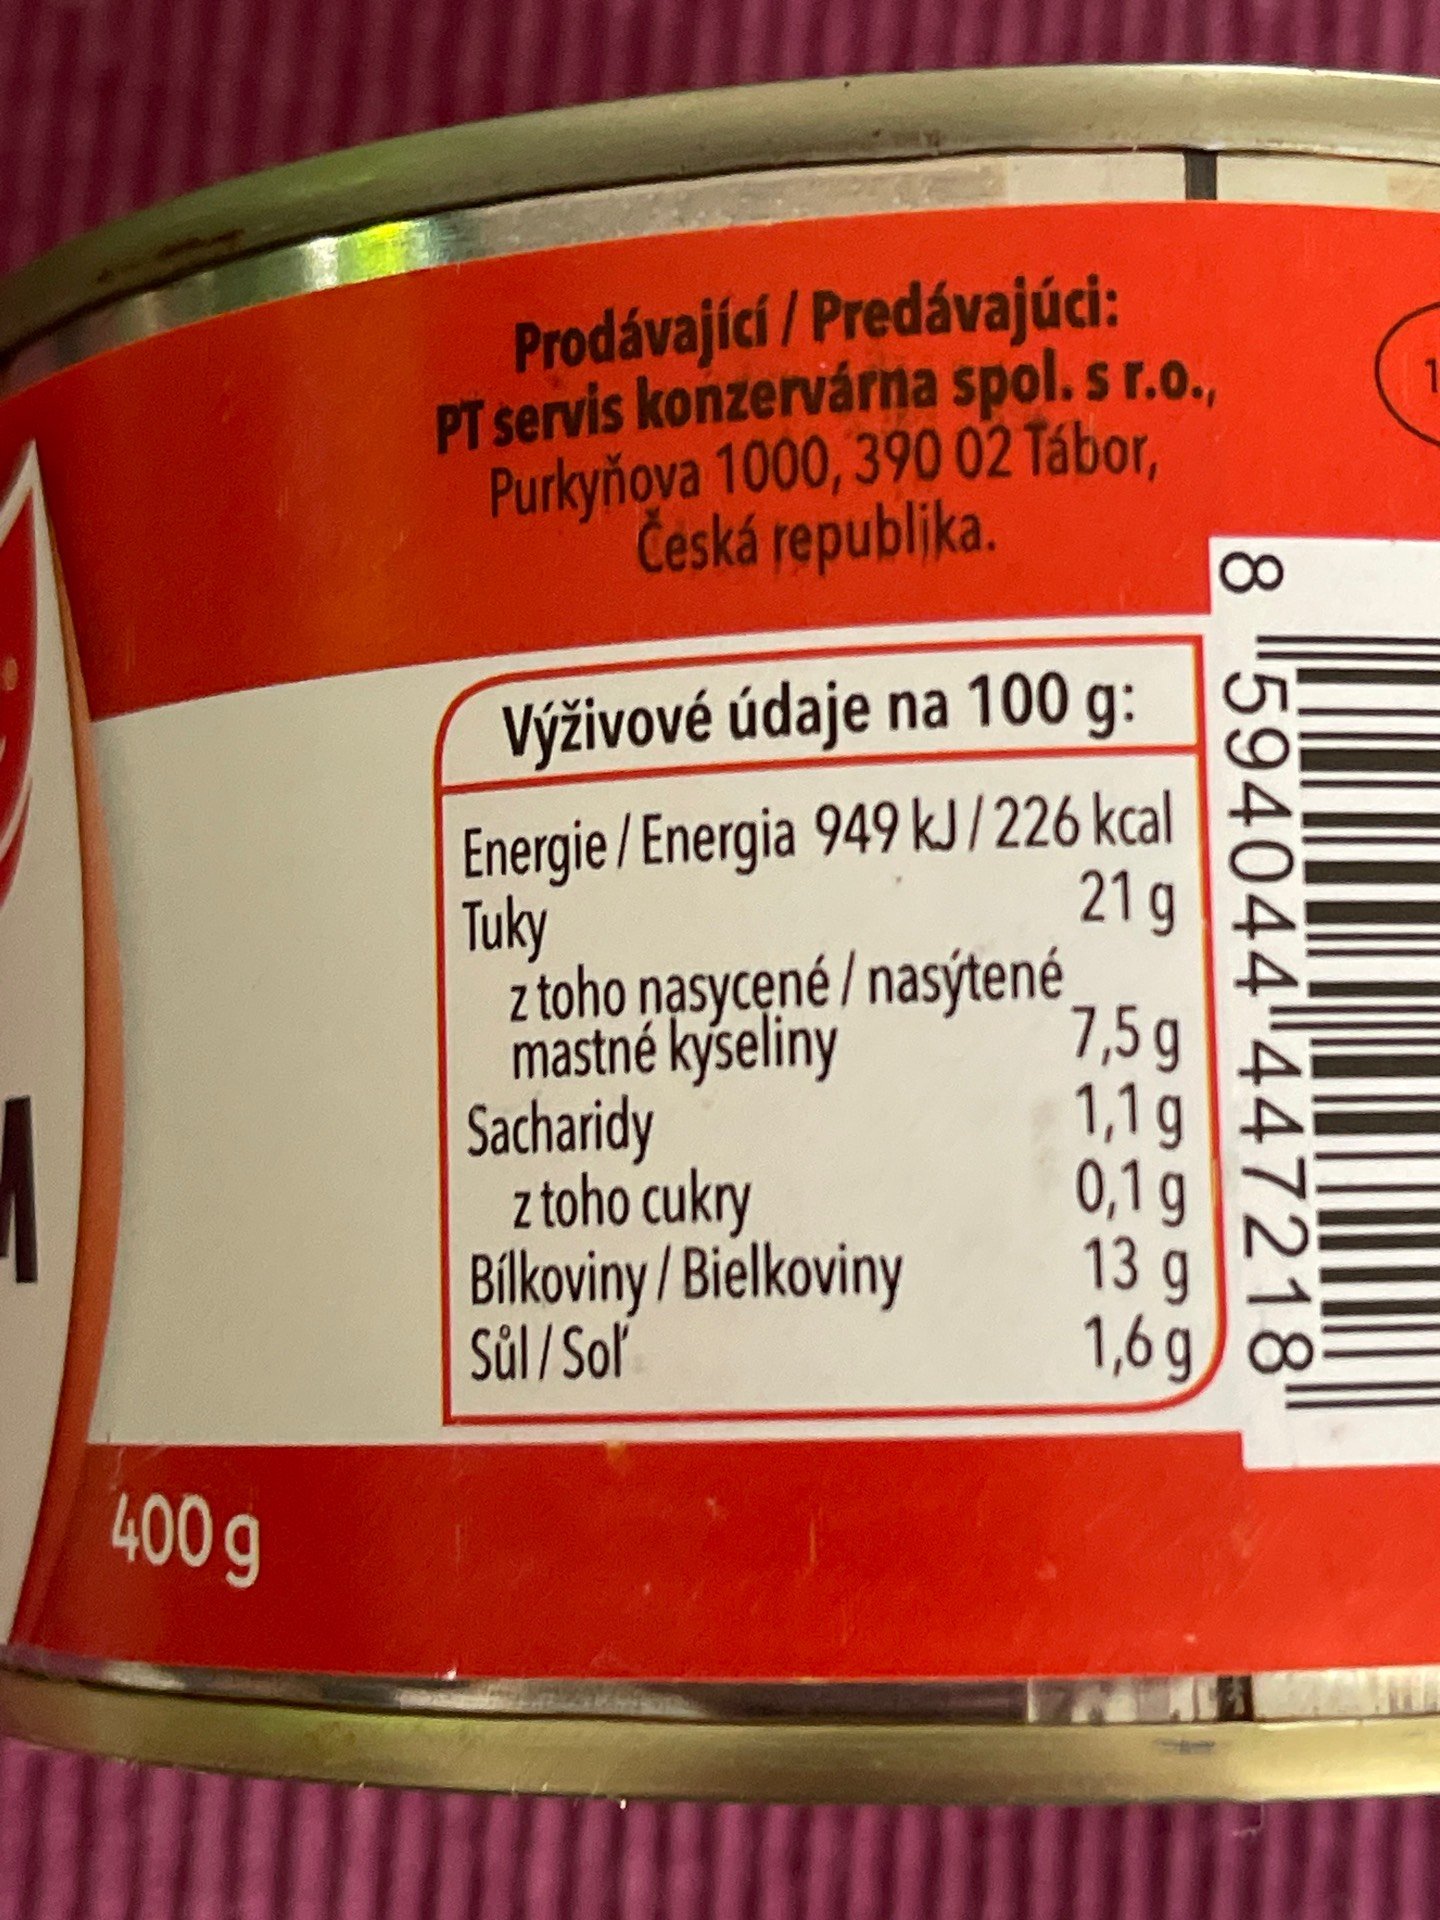 Prodávající / Predávajúci:
PT servis konzervárna spol. s r.o.,
Purkyňova 1000, 390 02 Tábor,
Česká republika.
Výživové údaje na 100 g:
Energie / Energia 949 kJ / 226 kcal
Tuky 21 g
z toho nasycené / nasýtené
mastné kyseliny 7,5 g
Sacharidy 1,1 g
z toho cukry 0,1 g
Bílkoviny / Bielkoviny 13 g
Sůl / Soľ 1,6 g
8 594044 447218
400 g